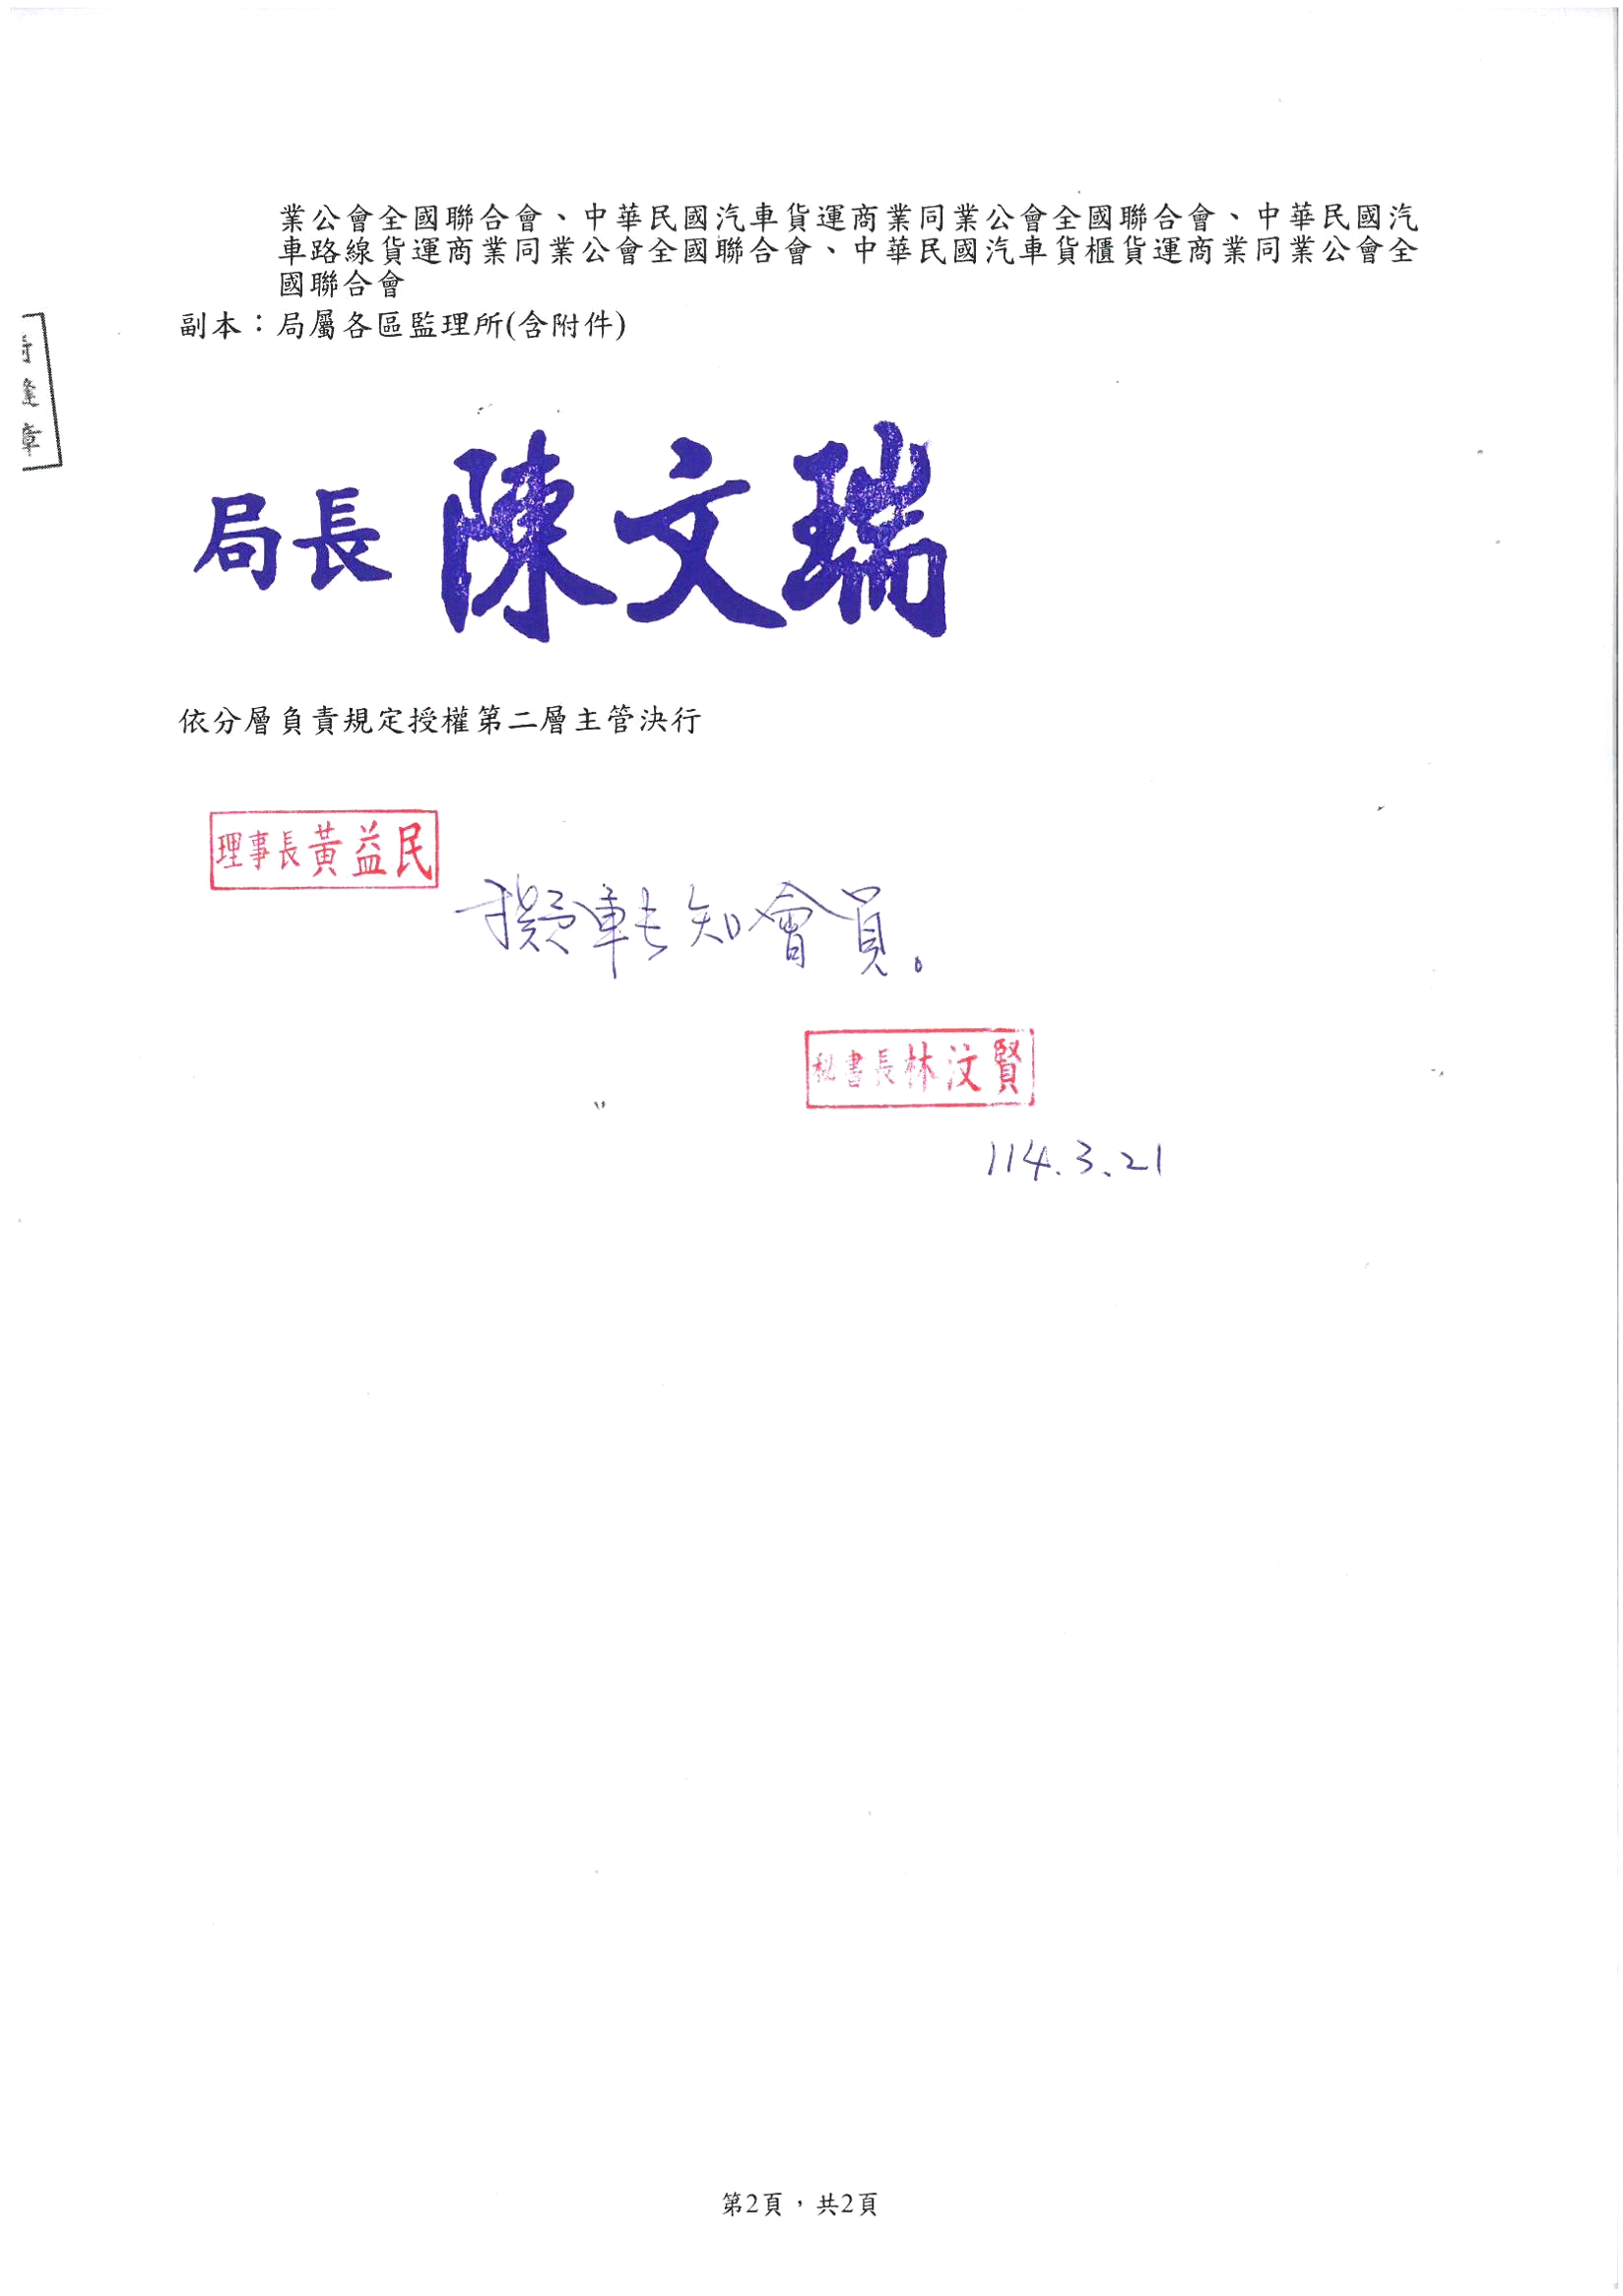 業公會全國聯合會、中華民國汽車貨運商業同業公會全國聯合會、中華民國汽
車路線貨運商業同業公會全國聯合會、中華民國汽車貨櫃貨運商業同業公會全
國聯合會
副本：局屬各區監理所(含附件)
章
局長 陳文瑞
依分層負責規定授權第二層主管決行
理事長黃益民
擬轉知會員。
秘書長林汶賢
114.3.21
第2頁，共2頁